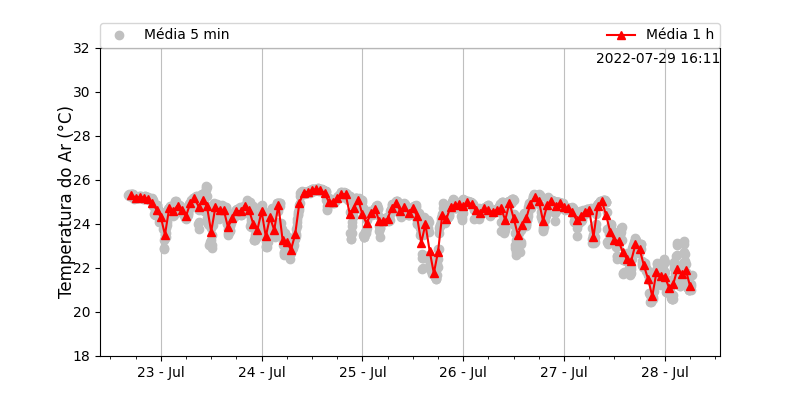 Média 5 min
Média 1 h
2022-07-29 16:11
Temperatura do Ar (°C)
32
30
28
26
24
22
20
18
23 - Jul
24 - Jul
25 - Jul
26 - Jul
27 - Jul
28 - Jul